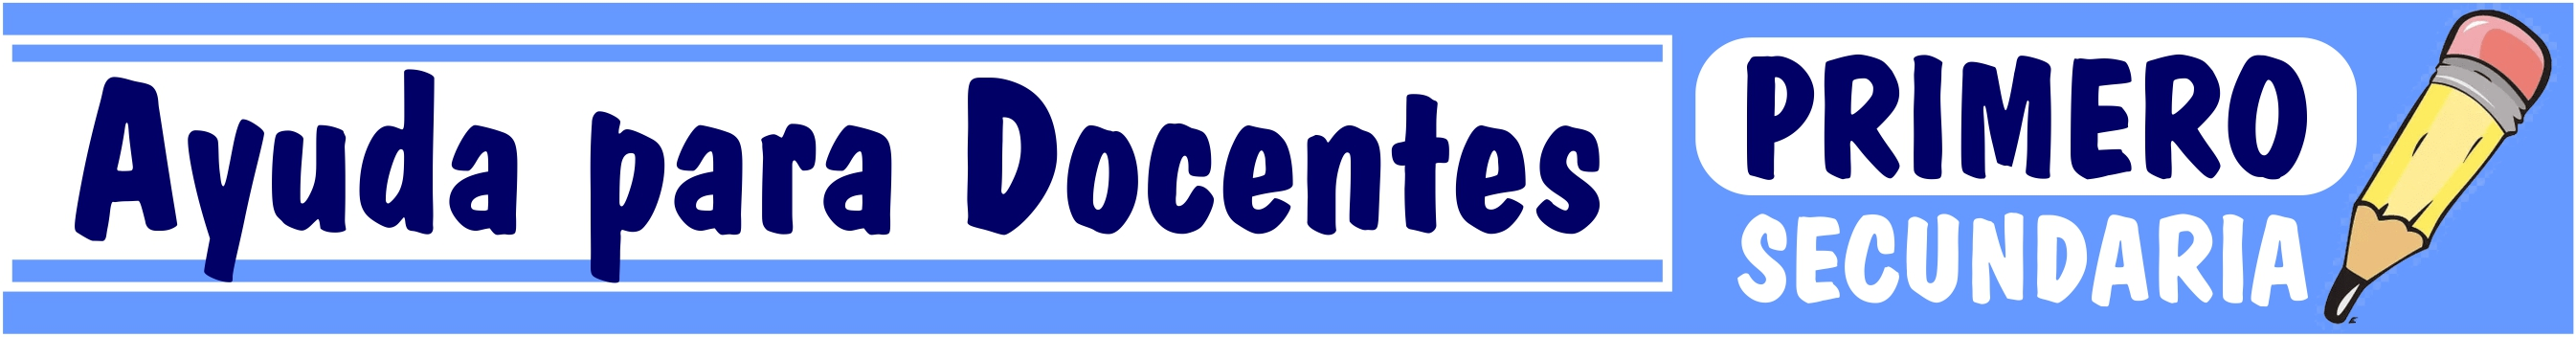 Ayuda para Docentes
PRIMERO
SECUNDARIA